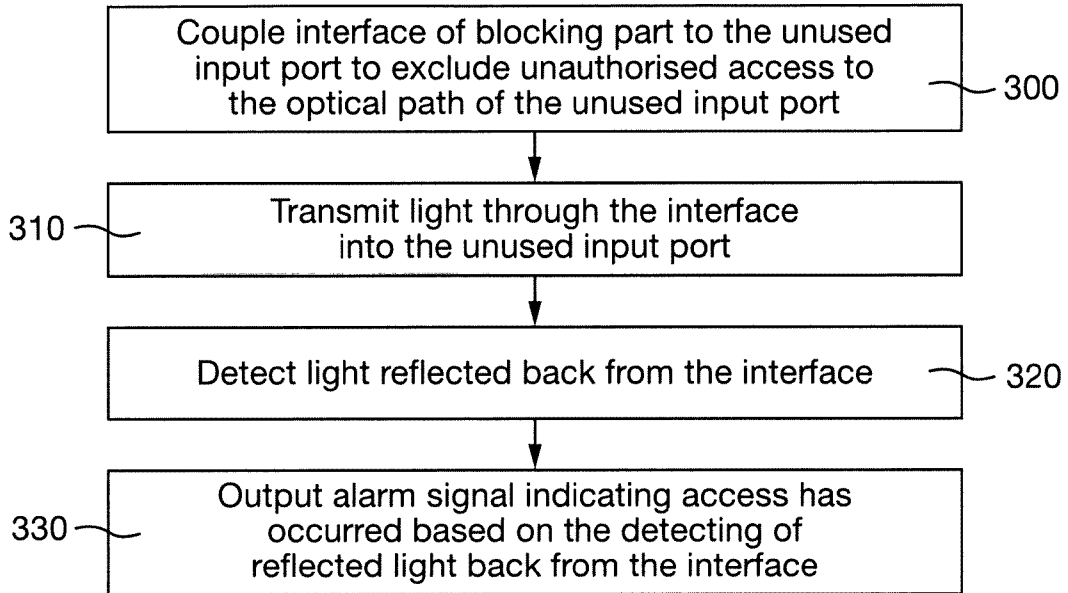 Couple interface of blocking part to the unused
input port to exclude unauthorised access to
the optical path of the unused input port
300
310
Transmit light through the interface
into the unused input port
Detect light reflected back from the interface
320
330
Output alarm signal indicating access has
occurred based on the detecting of
reflected light back from the interface